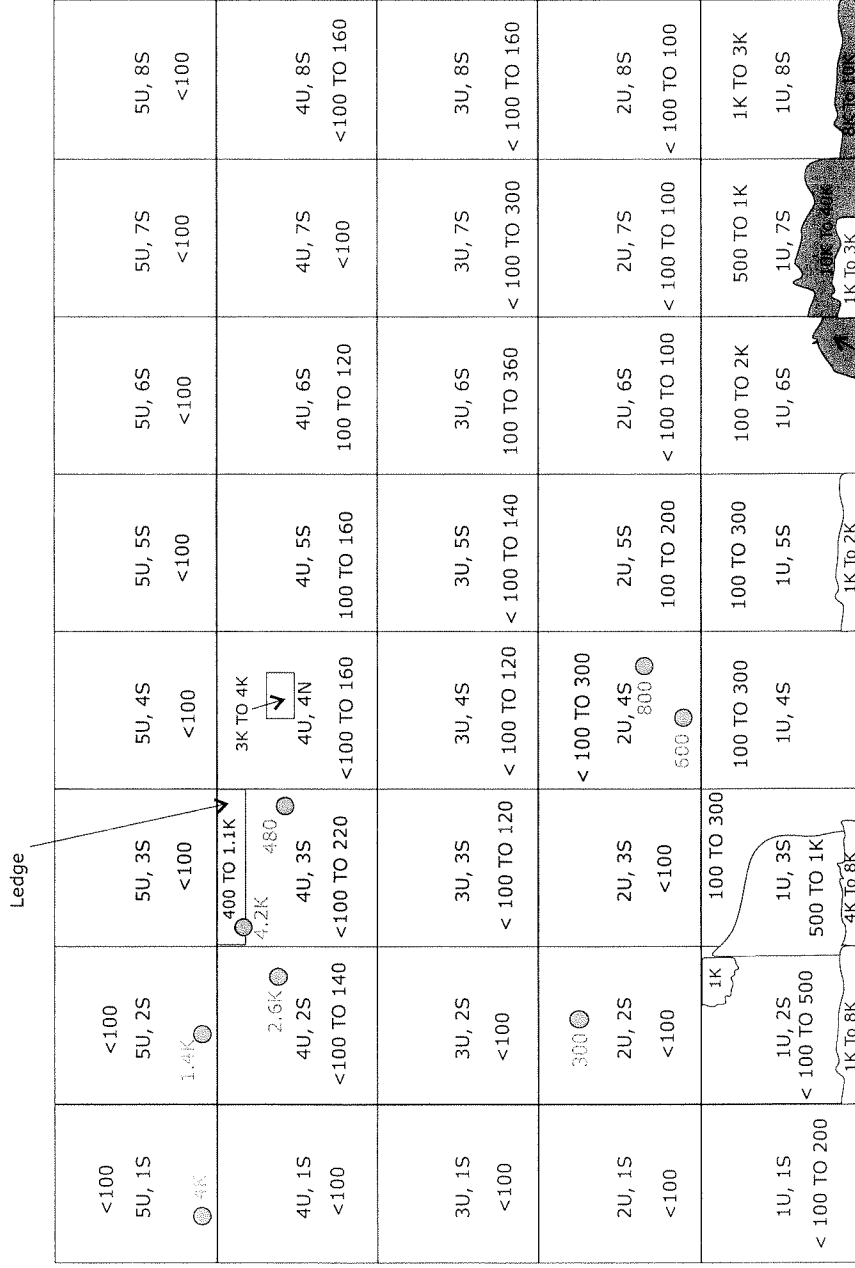 Ledge
<100
5U, 1S
4K
<100
5U, 2S
1.4K
5U, 3S
<100
5U, 4S
<100
5U, 5S
<100
5U, 6S
<100
5U, 7S
<100
5U, 8S
<100
4U, 1S
<100
2.6K
4U, 2S
<100 TO 140
400 TO 1.1K
4.2K
480
4U, 3S
<100 TO 220
3K TO 4K
4U, 4N
<100 TO 160
4U, 5S
100 TO 160
4U, 6S
100 TO 120
4U, 7S
<100
4U, 8S
<100 TO 160
3U, 1S
<100
3U, 2S
<100
3U, 3S
< 100 TO 120
3U, 4S
< 100 TO 120
3U, 5S
< 100 TO 140
3U, 6S
100 TO 360
3U, 7S
< 100 TO 300
3U, 8S
< 100 TO 160
2U, 1S
<100
300
2U, 2S
<100
2U, 3S
<100
< 100 TO 300
2U, 4S
800
600
2U, 5S
100 TO 200
2U, 6S
< 100 TO 100
2U, 7S
< 100 TO 100
2U, 8S
< 100 TO 100
1U, 1S
< 100 TO 200
1K
1U, 2S
< 100 TO 500
1K To 8K
100 TO 300
1U, 3S
500 TO 1K
4K To 8K
100 TO 300
1U, 4S
100 TO 300
1U, 5S
1K To 2K
100 TO 2K
1U, 6S
500 TO 1K
1U, 7S
10K To 40K
1K To 3K
1K TO 3K
1U, 8S
8K To 10K